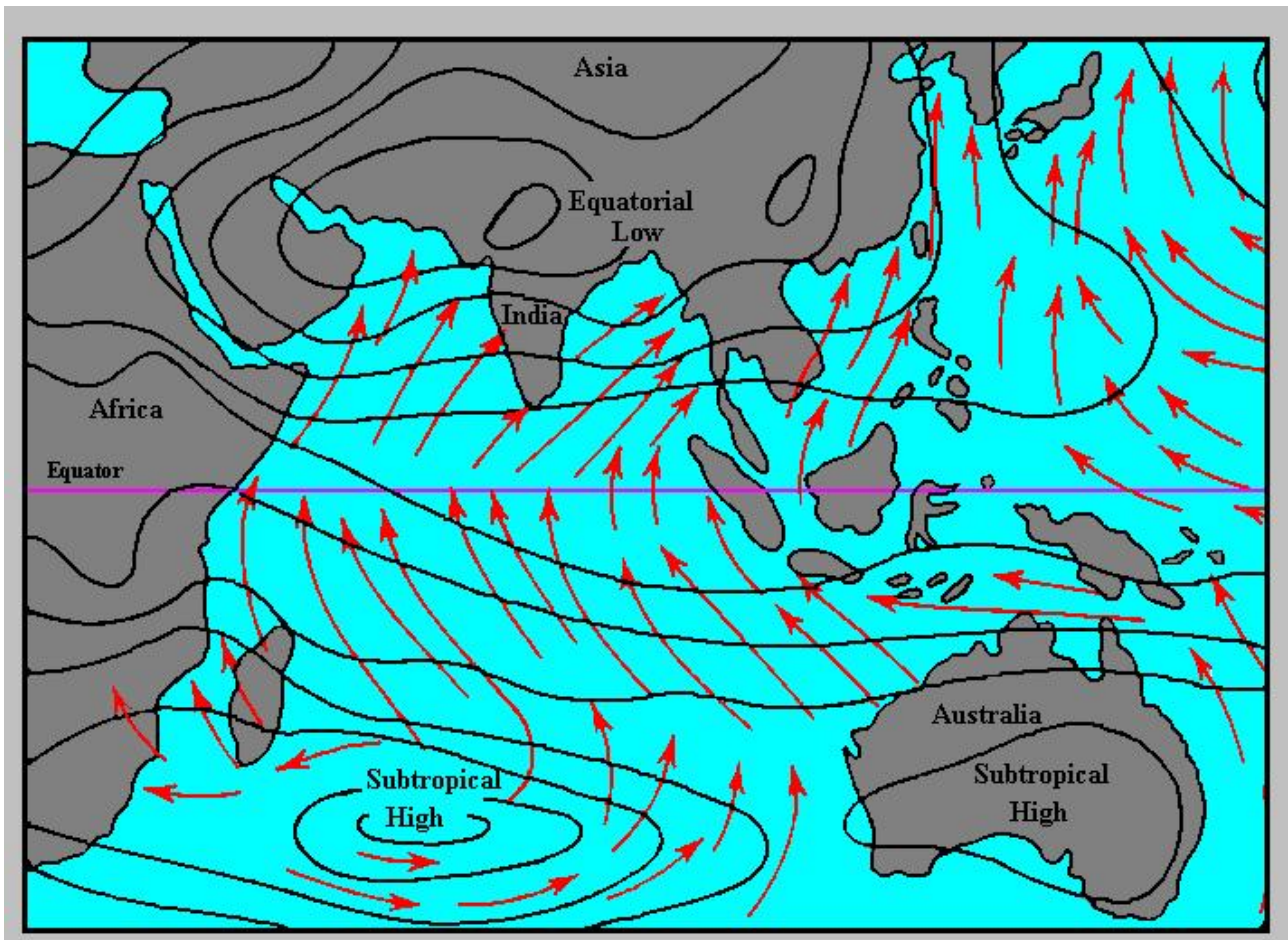 Asia
Equatorial
Low
India
Africa
Equator
Australia
Subtropical
High
Subtropical
High